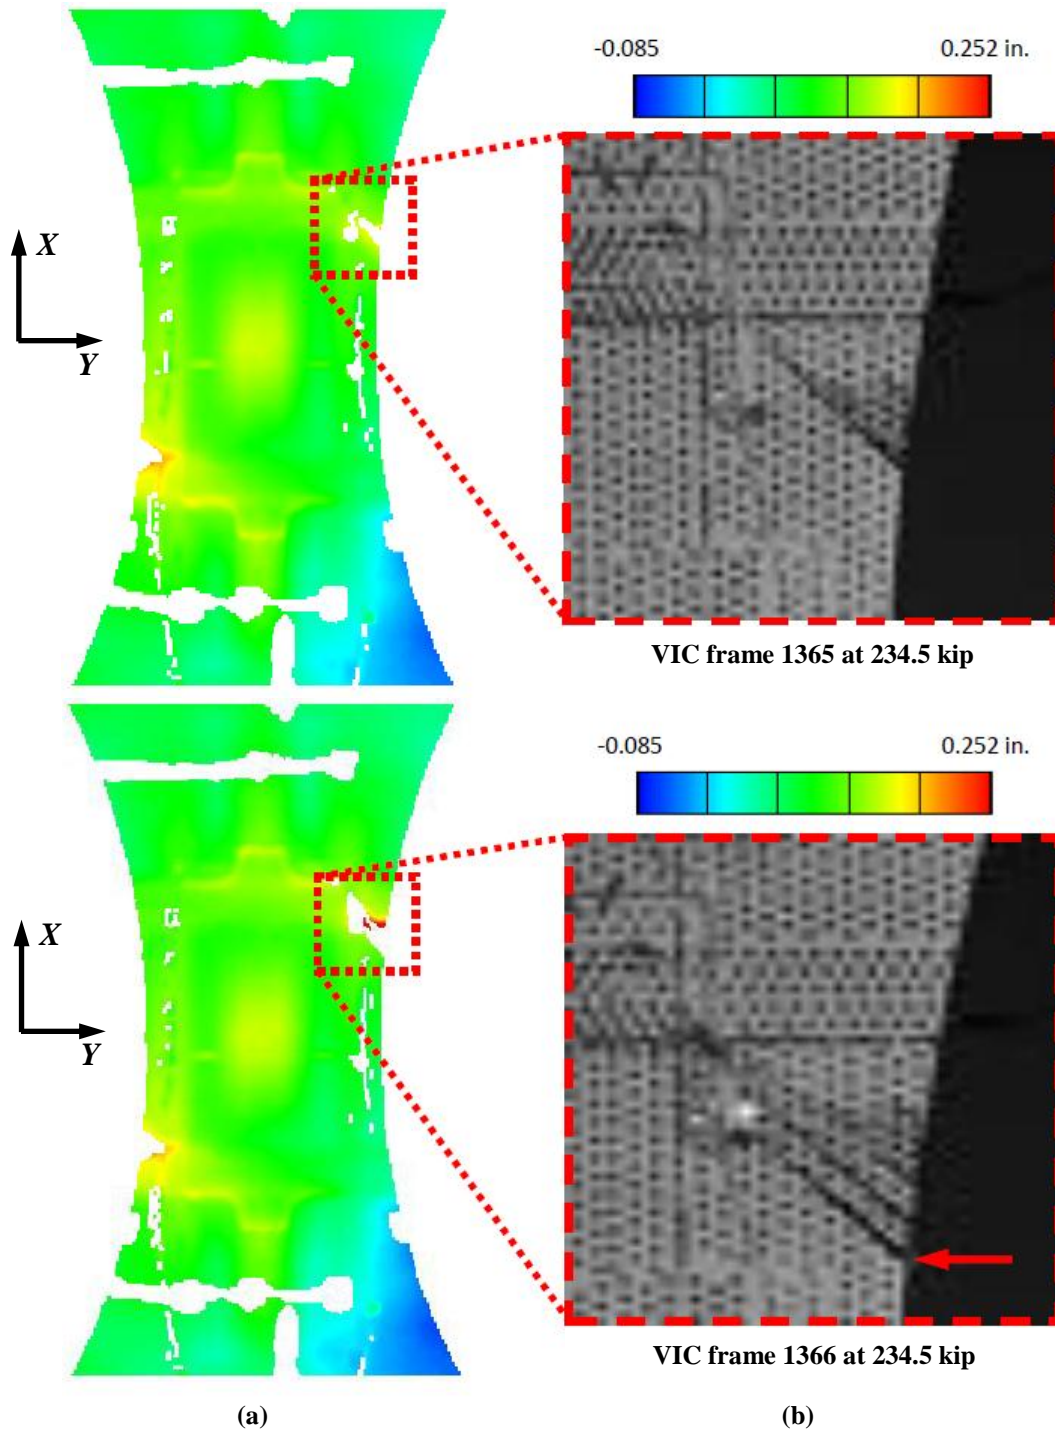 -0.085 0.252 in.
X
Y
VIC frame 1365 at 234.5 kip
-0.085 0.252 in.
X
Y
VIC frame 1366 at 234.5 kip
(a) (b)